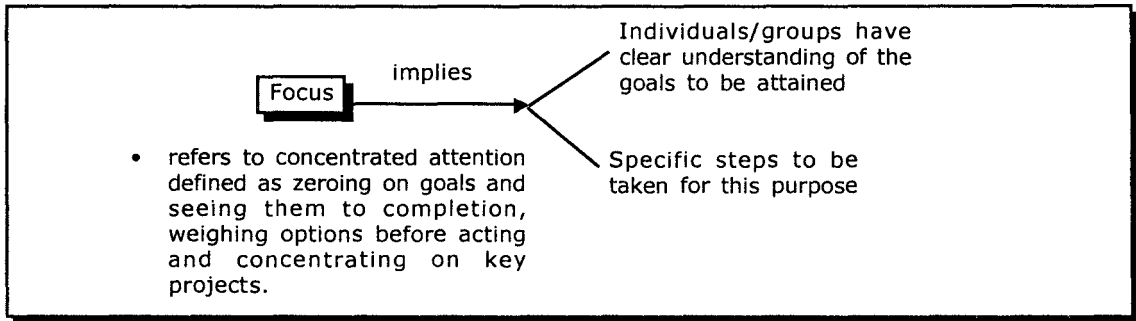 Focus
implies
Individuals/groups have
clear understanding of the
goals to be attained
Specific steps to be
taken for this purpose
• refers to concentrated attention
defined as zeroing on goals and
seeing them to completion,
weighing options before acting
and concentrating on key
projects.